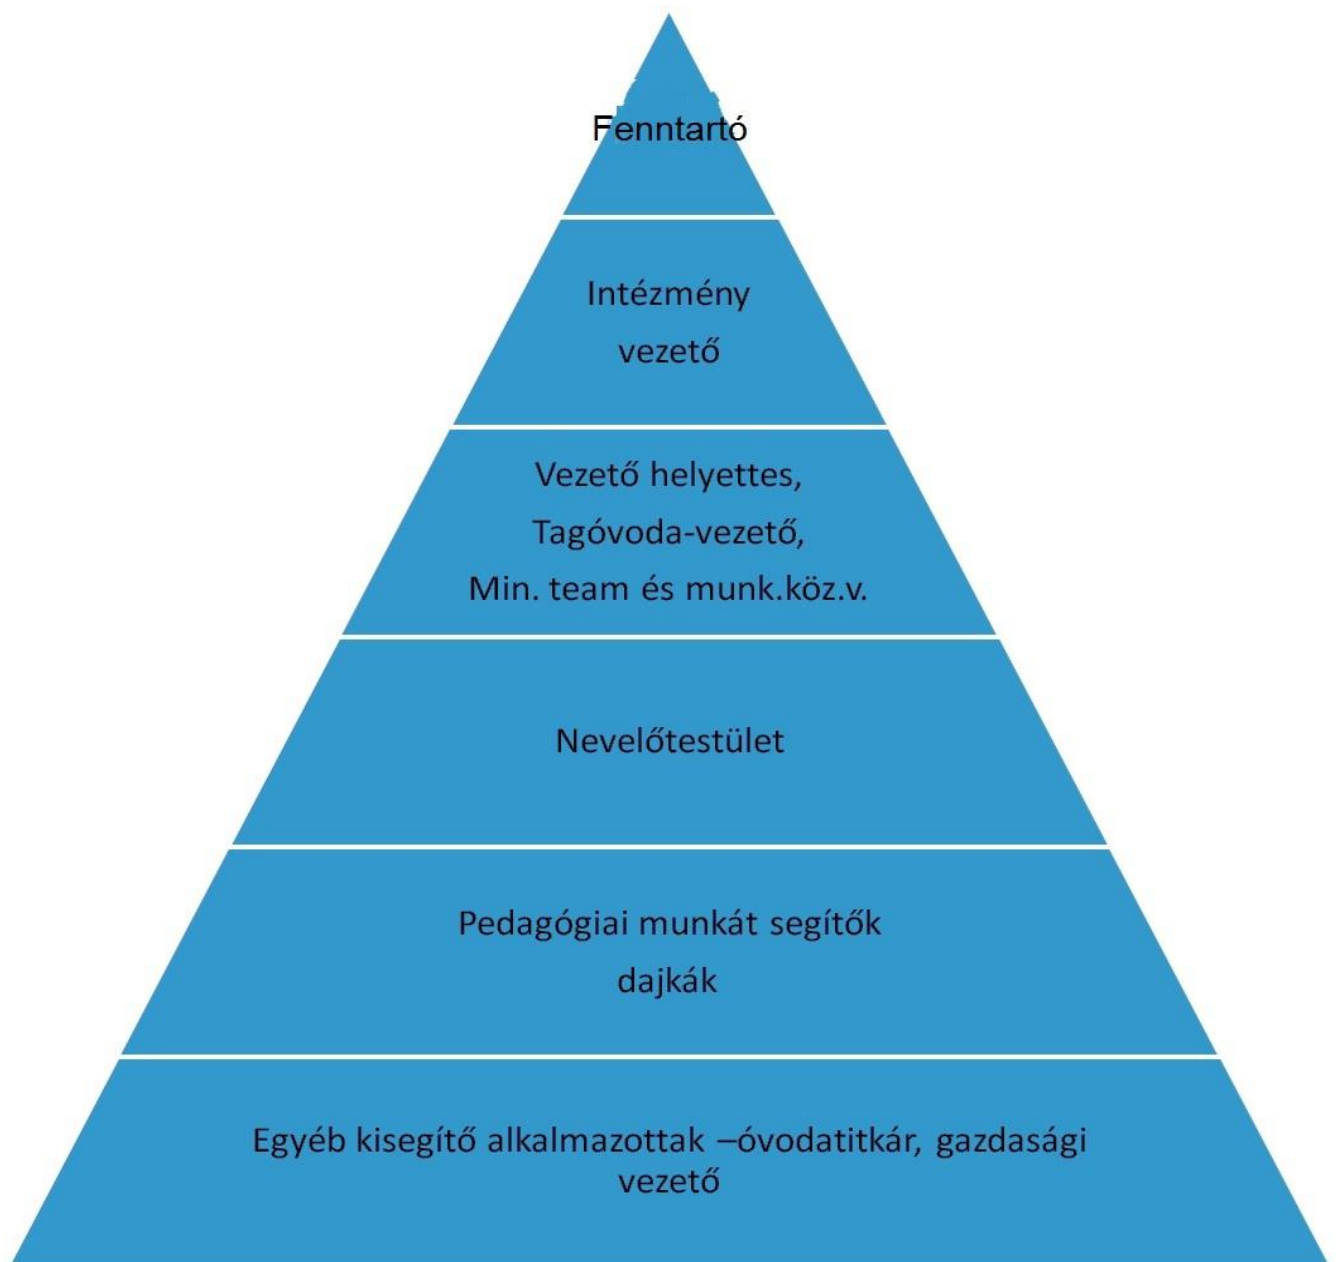 Fenntartó
Intézmény
vezető
Vezető helyettes,
Tagóvoda-vezető,
Min. team és munk.köz.v.
Nevelőtestület
Pedagógiai munkát segítők
dajkák
Egyéb kisegítő alkalmazottak –óvodatitkár, gazdasági
vezető